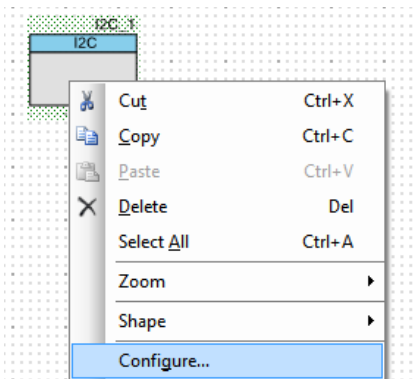 I2C_1
I2C
Cut Ctrl+X
Copy Ctrl+C
Paste Ctrl+V
Delete Del
Select All Ctrl+A
Zoom
Shape
Configure...